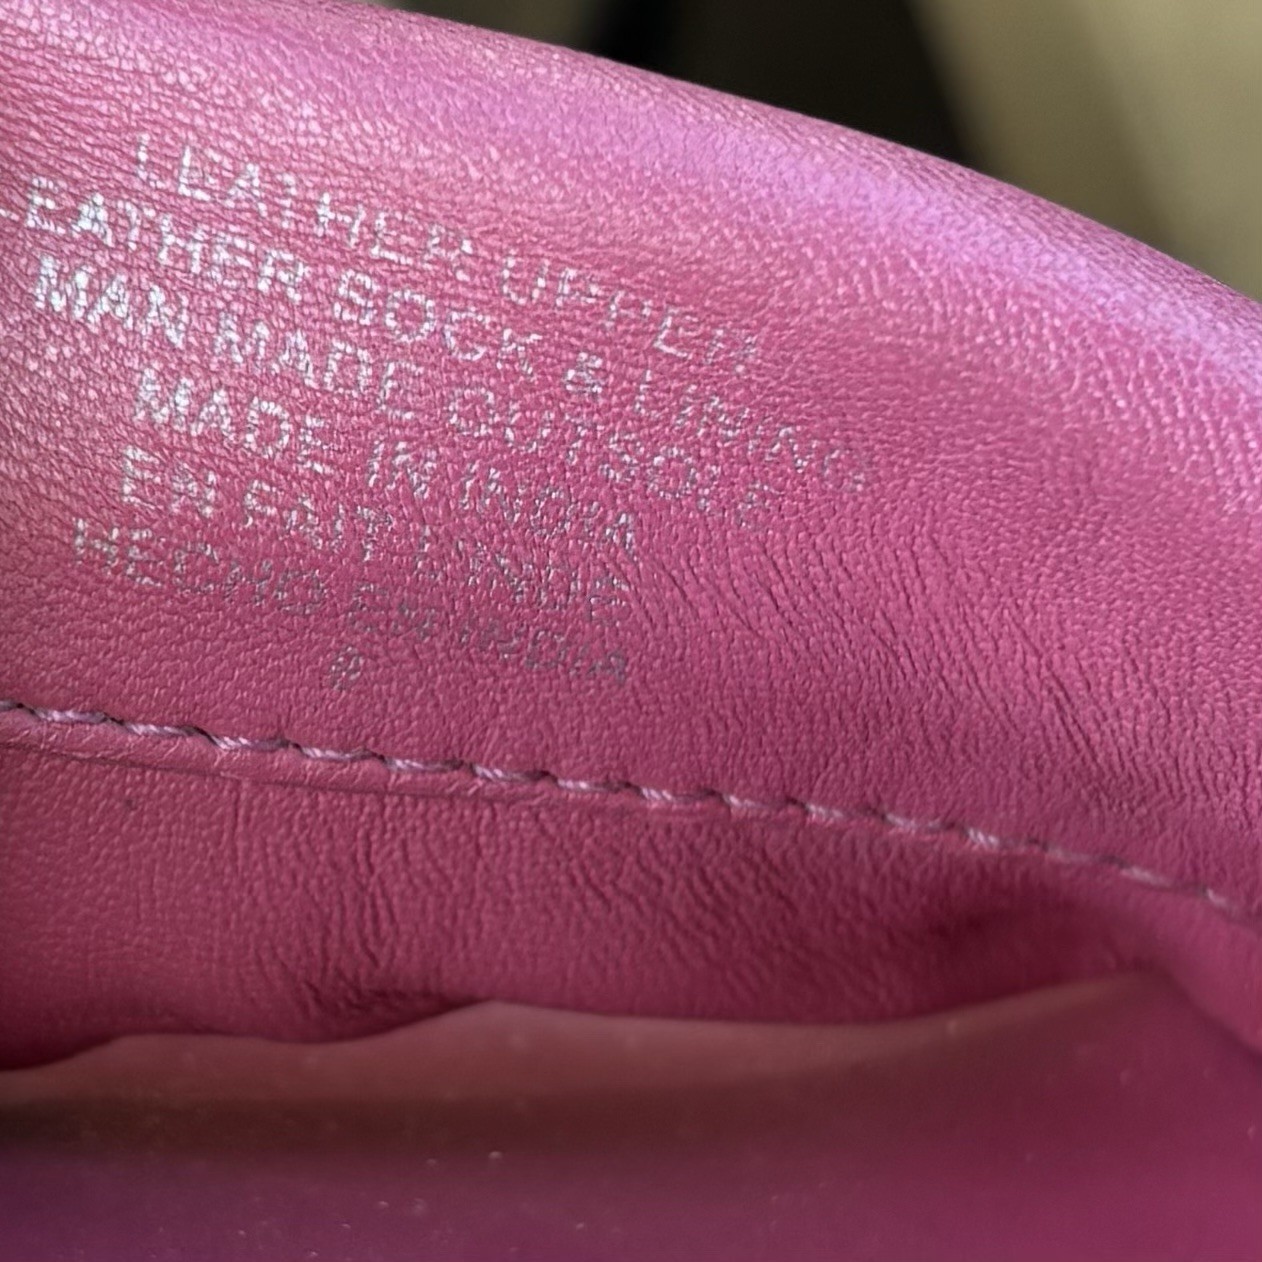 LEATHER UPPER
LEATHER SOCK & LINING
MAN MADE OUTSOLE
MADE IN INDIA
EN FAIT L'INDE
HECHO EN INDIA